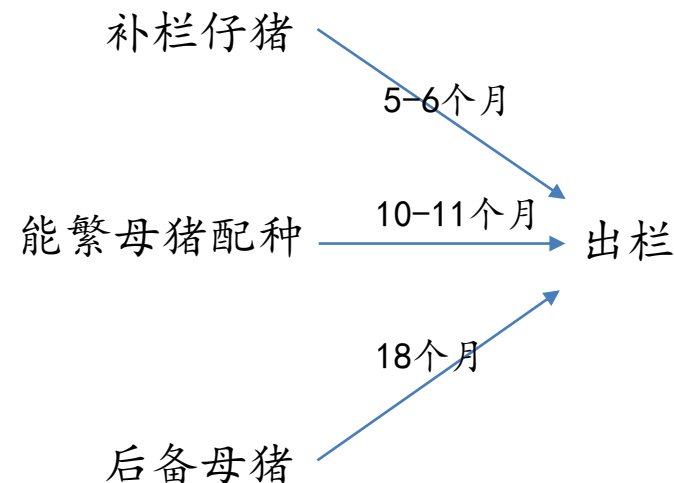 补栏仔猪
5-6个月
10-11个月
能繁母猪配种
出栏
18个月
后备母猪